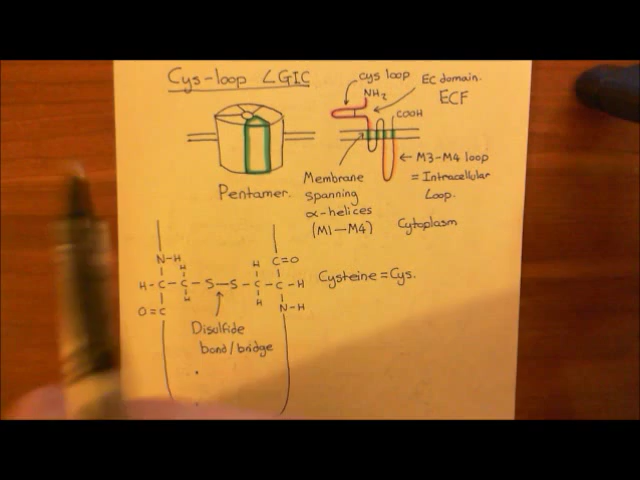 Cys-loop LGIC
cys loop
EC domain.
ECF
NH2
COOH
M3-M4 loop
= Intracellular
Loop.
Pentamer.
Membrane
spanning
α-helices
(M1-M4)
Cytoplasm
N-H
C=O
H
H
H-C-C-S-S-C-C-H
H
H
O=C
N-H
Cysteine = Cys.
Disulfide
bond/bridge